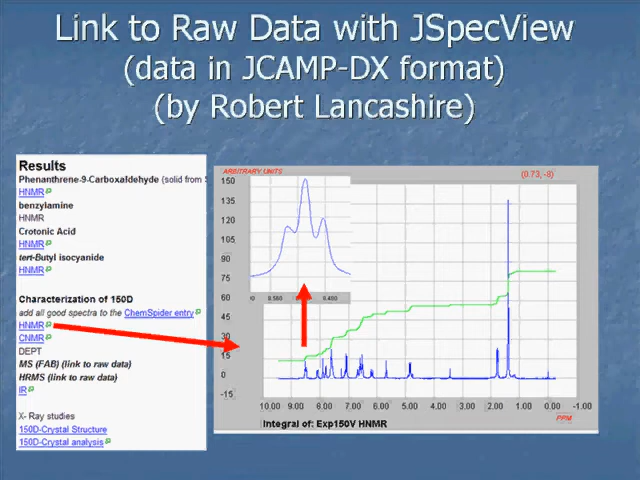 Link to Raw Data with JSpecView
(data in JCAMP-DX format)
(by Robert Lancashire)
Results
Phenanthrene-9-Carboxaldehyde (solid from
HNMR
benzylamine
HNMR
Crotonic Acid
HNMR
tert-Butyl isocyanide
HNMR
Characterization of 150D
add all good spectra to the ChemSpider entry
HNMR
CNMR
DEPT
MS (FAB) (link to raw data)
HRMS (link to raw data)
IR
X- Ray studies
150D-Crystal Structure
150D-Crystal analysis
ARBITRARY UNITS
(0.73, -8)
150
135
120
105
90
75
60
45
30
15
0
-15
8.580
8.400
10.00 9.00 8.00 7.00 6.00 5.00 4.00 3.00 2.00 1.00 0.00 -1.00
PPM
Integral of: Exp150V HNMR